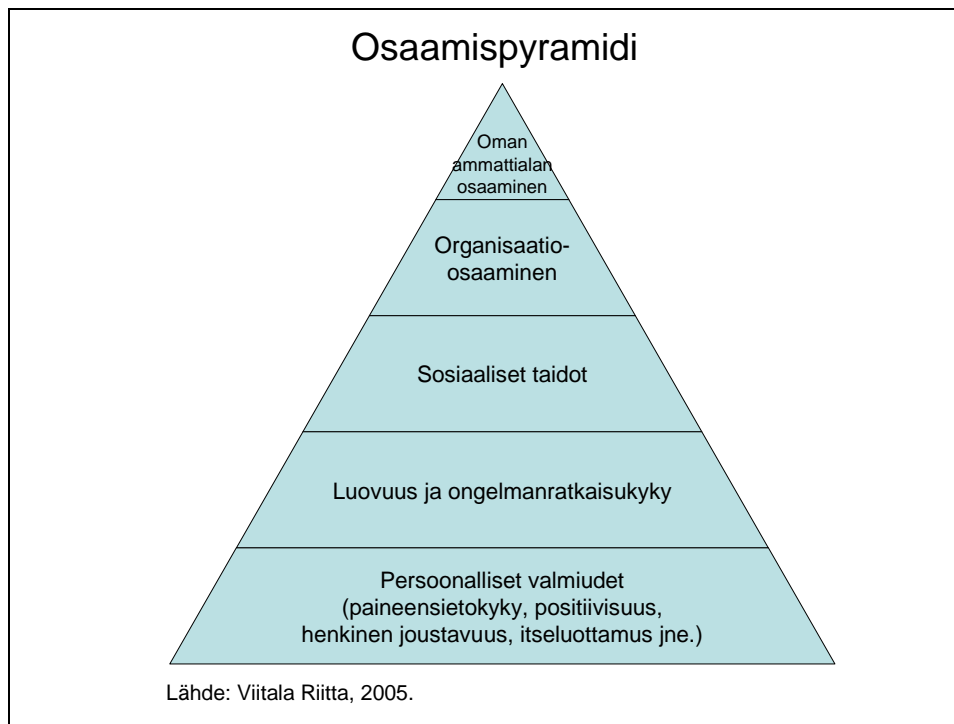 Osaamispyramidi
Oman
ammattialan
osaaminen
Organisaatio-
osaaminen
Sosiaaliset taidot
Luovuus ja ongelmanratkaisukyky
Persoonalliset valmiudet
(paineensietokyky, positiivisuus,
henkinen joustavuus, itseluottamus jne.)
Lähde: Viitala Riitta, 2005.